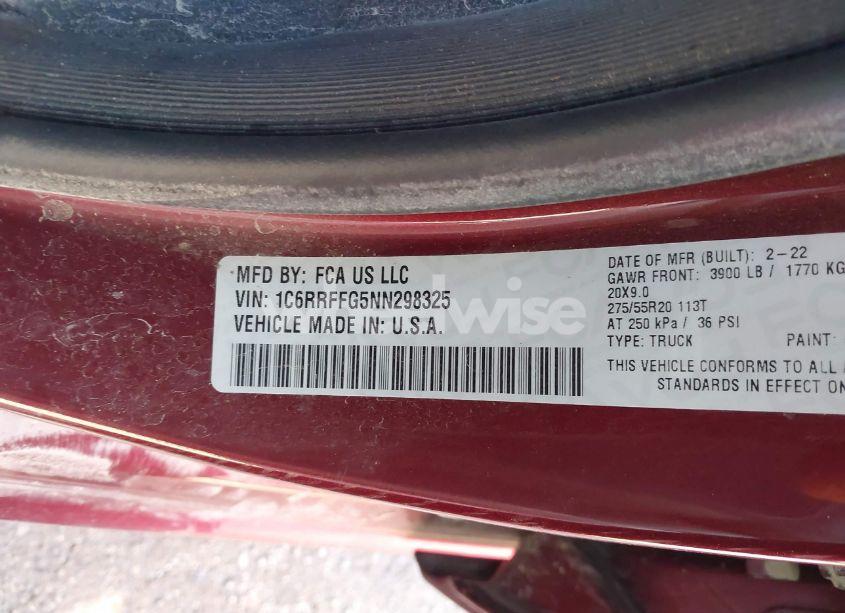 MFD BY: FCA US LLC
VIN: 1C6RRFFG5NN298325
VEHICLE MADE IN: U.S.A.
DATE OF MFR (BUILT): 2-22
GAWR FRONT: 3900 LB / 1770 KG
20X9.0
275/55R20 113T
AT 250 kPa / 36 PSI
TYPE: TRUCK PAINT:
THIS VEHICLE CONFORMS TO ALL
STANDARDS IN EFFECT ON